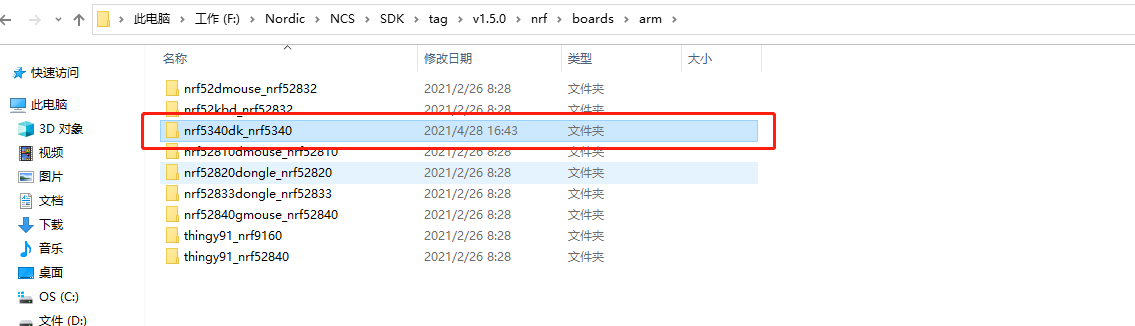 此电脑 > 工作 (F:) > Nordic > NCS > SDK > tag > v1.5.0 > nrf > boards > arm >
名称 修改日期 类型 大小
快速访问
此电脑
3D 对象
视频
图片
文档
下载
音乐
桌面
OS (C:)
文件 (D:)
nrf52dmouse_nrf52832 2021/2/26 8:28 文件夹
nrf52kbd_nrf52832 2021/2/26 8:28 文件夹
nrf5340dk_nrf5340 2021/4/28 16:43 文件夹
nrf52810dmouse_nrf52810 2021/2/26 8:28 文件夹
nrf52820dongle_nrf52820 2021/2/26 8:28 文件夹
nrf52833dongle_nrf52833 2021/2/26 8:28 文件夹
nrf52840gmouse_nrf52840 2021/2/26 8:28 文件夹
thingy91_nrf9160 2021/2/26 8:28 文件夹
thingy91_nrf52840 2021/2/26 8:28 文件夹